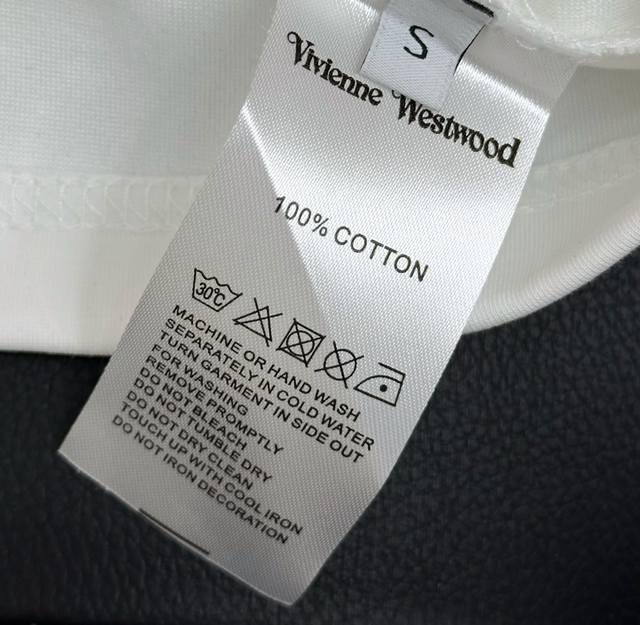 S
Vivienne Westwood
100% COTTON
30℃
MACHINE OR HAND WASH
SEPARATELY IN COLD WATER
TURN GARMENT IN SIDE OUT
FOR WASHING
REMOVE PROMPTLY
DO NOT BLEACH
DO NOT TUMBLE DRY
DO NOT DRY CLEAN
TOUCH UP WITH COOL IRON
DO NOT IRON DECORATION